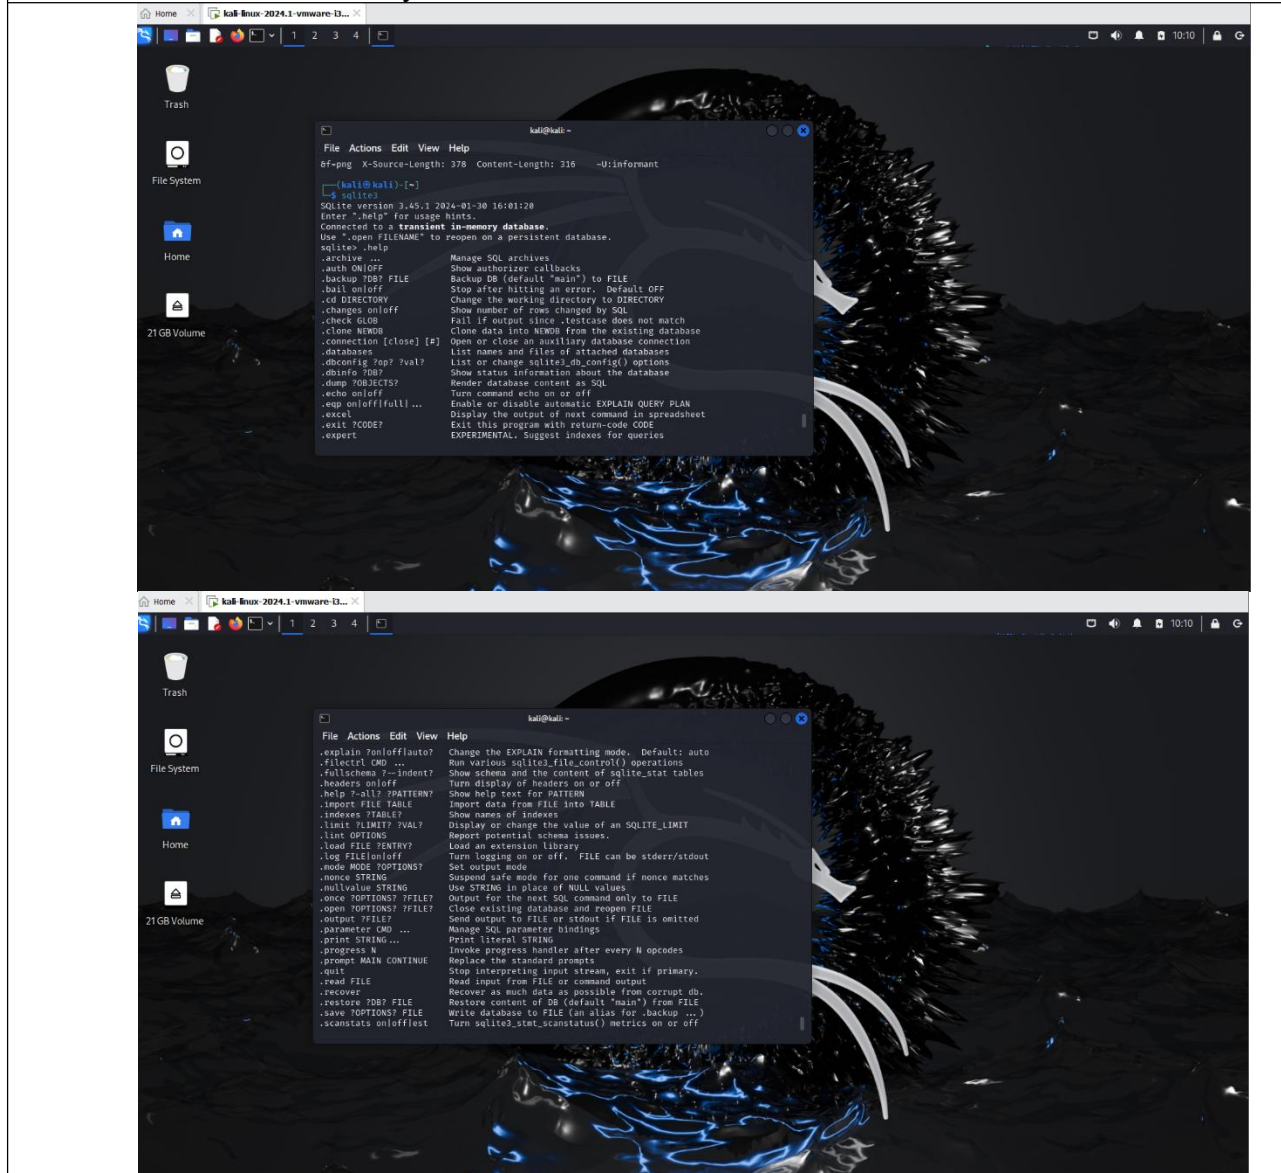 Home
kali-linux-2024.1-vmware-i3...
1 2 3 4
10:10
Trash
File System
Home
21 GB Volume
kali@kali: ~
File Actions Edit View Help
&f=png X-Source-Length: 378 Content-Length: 316 ~U:informant
(kali㉿kali)-[~]
$ sqlite3
SQLite version 3.45.1 2024-01-30 16:01:20
Enter ".help" for usage hints.
Connected to a transient in-memory database.
Use ".open FILENAME" to reopen on a persistent database.
sqlite> .help
.archive ... Manage SQL archives
.auth ON|OFF Show authorizer callbacks
.backup ?DB? FILE Backup DB (default "main") to FILE
.bail on|off Stop after hitting an error. Default OFF
.cd DIRECTORY Change the working directory to DIRECTORY
.changes on|off Show number of rows changed by SQL
.check GLOB Fail if output since .testcase does not match
.clone NEWDB Clone data into NEWDB from the existing database
.connection [close] [#] Open or close an auxiliary database connection
.databases List names and files of attached databases
.dbconfig ?op? ?val? List or change sqlite3_db_config() options
.dbinfo ?DB? Show status information about the database
.dump ?OBJECTS? Render database content as SQL
.echo on|off Turn command echo on or off
.eqp on|off|full|... Enable or disable automatic EXPLAIN QUERY PLAN
.excel Display the output of next command in spreadsheet
.exit ?CODE? Exit this program with return-code CODE
.expert EXPERIMENTAL. Suggest indexes for queries
Home
kali-linux-2024.1-vmware-i3...
1 2 3 4
10:10
Trash
File System
Home
21 GB Volume
kali@kali: ~
File Actions Edit View Help
.explain ?on|off|auto? Change the EXPLAIN formatting mode. Default: auto
.filectrl CMD ... Run various sqlite3_file_control() operations
.fullschema ?--indent? Show schema and the content of sqlite_stat tables
.headers on|off Turn display of headers on or off
.help ?-all? ?PATTERN? Show help text for PATTERN
.import FILE TABLE Import data from FILE into TABLE
.indexes ?TABLE? Show names of indexes
.limit ?LIMIT? ?VAL? Display or change the value of an SQLITE_LIMIT
.lint OPTIONS Report potential schema issues.
.load FILE ?ENTRY? Load an extension library
.log FILE|on|off Turn logging on or off. FILE can be stderr/stdout
.mode MODE ?OPTIONS? Set output mode
.nonce STRING Suspend safe mode for one command if nonce matches
.nullvalue STRING Use STRING in place of NULL values
.once ?OPTIONS? ?FILE? Output for the next SQL command only to FILE
.open ?OPTIONS? ?FILE? Close existing database and reopen FILE
.output ?FILE? Send output to FILE or stdout if FILE is omitted
.parameter CMD ... Manage SQL parameter bindings
.print STRING... Print literal STRING
.progress N Invoke progress handler after every N opcodes
.prompt MAIN CONTINUE Replace the standard prompts
.quit Stop interpreting input stream, exit if primary.
.read FILE Read input from FILE or command output
.recover Recover as much data as possible from corrupt db.
.restore ?DB? FILE Restore content of DB (default "main") from FILE
.save ?OPTIONS? FILE Write database to FILE (an alias for .backup ...)
.scanstats on|off|est Turn sqlite3_stmt_scanstatus() metrics on or off